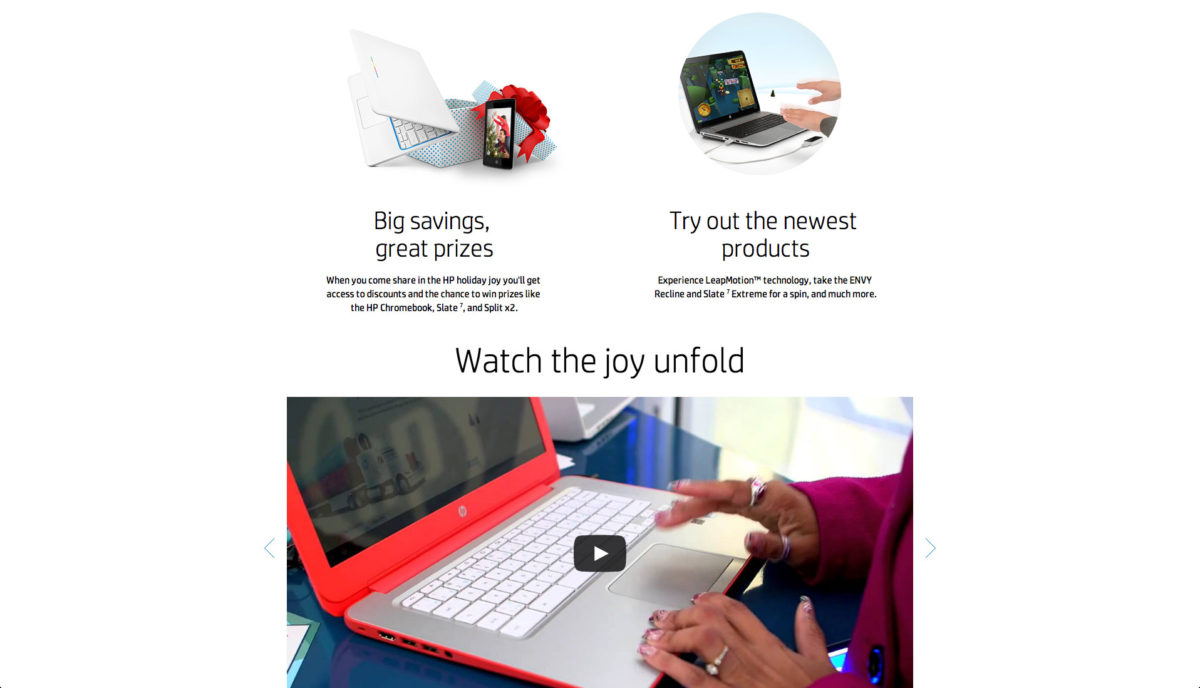 Big savings,
great prizes
When you come share in the HP holiday joy you'll get
access to discounts and the chance to win prizes like
the HP Chromebook, Slate 7, and Split x2.
Try out the newest
products
Experience LeapMotion™ technology, take the ENVY
Recline and Slate 7 Extreme for a spin, and much more.
Watch the joy unfold
hp